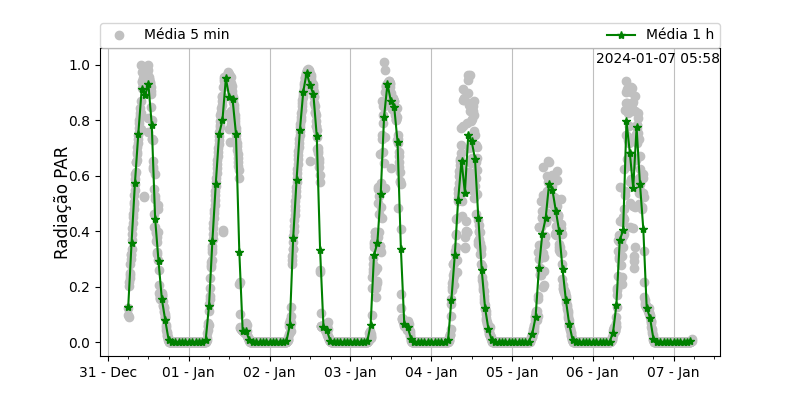 Média 5 min
Média 1 h
2024-01-07 05:58
Radiação PAR
1.0
0.8
0.6
0.4
0.2
0.0
31 - Dec
01 - Jan
02 - Jan
03 - Jan
04 - Jan
05 - Jan
06 - Jan
07 - Jan